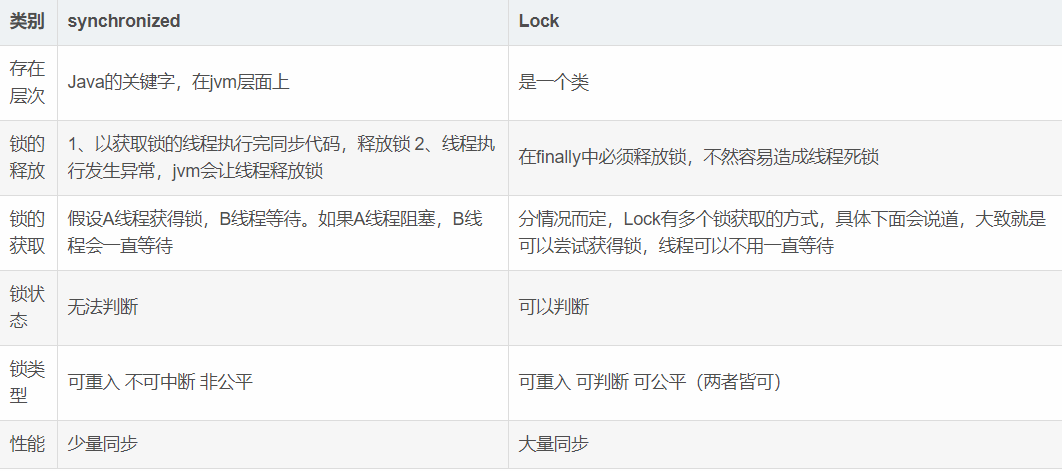 类别 synchronized Lock
存在
层次
Java的关键字，在jvm层面上
是一个类
锁的
释放
1、以获取锁的线程执行完同步代码，释放锁 2、线程执
行发生异常，jvm会让线程释放锁
在finally中必须释放锁，不然容易造成线程死锁
锁的
获取
假设A线程获得锁，B线程等待。如果A线程阻塞，B线
程会一直等待
分情况而定，Lock有多个锁获取的方式，具体下面会说道，大致就是
可以尝试获得锁，线程可以不用一直等待
锁状
态
无法判断
可以判断
锁类
型
可重入 不可中断 非公平
可重入 可判断 可公平（两者皆可）
性能 少量同步 大量同步